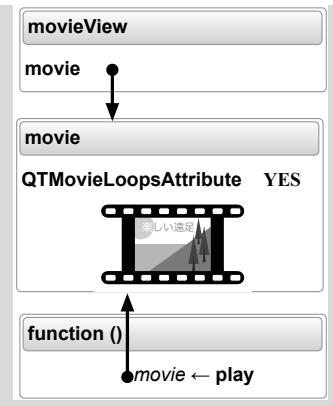 movieView
movie
movie
QTMovieLoopsAttribute YES
楽しい遠足
function ()
movie ← play